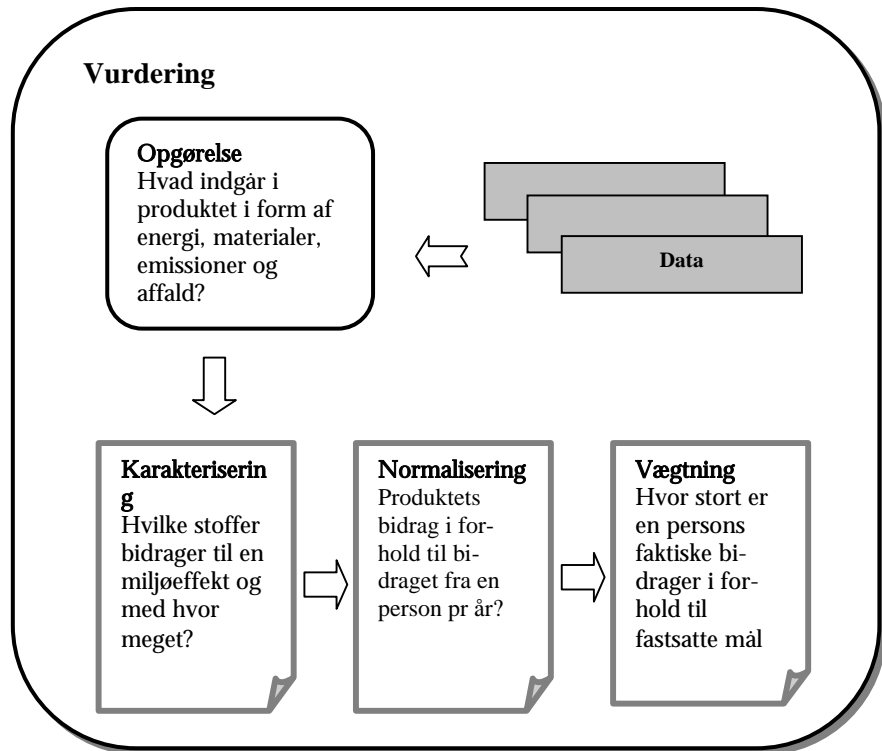 Vurdering
Opgørelse
Hvad indgår i
produktet i form af
energi, materialer,
emissioner og
affald?
Data
Karakteriserin
g
Hvilke stoffer
bidrager til en
miljøeffekt og
med hvor
meget?
Normalisering
Produktets
bidrag i for-
hold til bi-
draget fra en
person pr år?
Vægtning
Hvor stort er
en persons
faktiske bi-
drager i for-
hold til
fastsatte mål